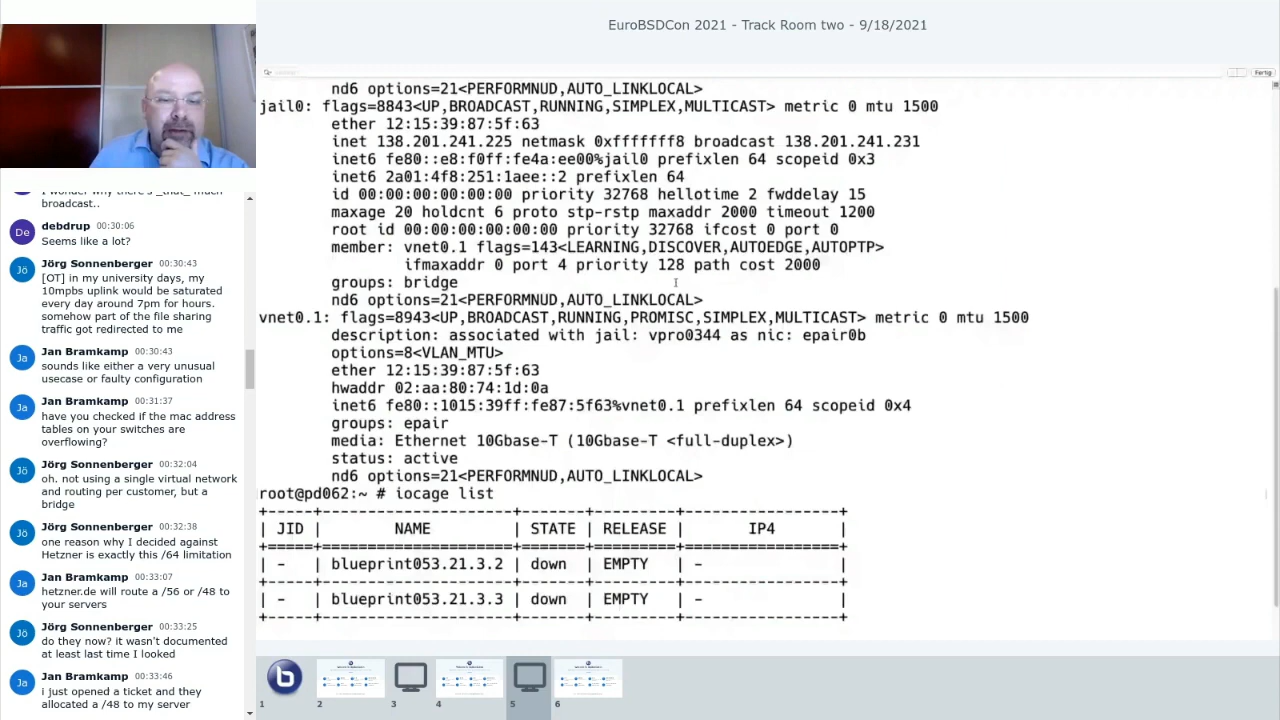 EuroBSDCon 2021 - Track Room two - 9/18/2021
Fertig
broadcast..
De
debdrup 00:30:06
Seems like a lot?
Jö
Jörg Sonnenberger 00:30:43
[OT] in my university days, my
10mpbs uplink would be saturated
every day around 7pm for hours.
somehow part of the file sharing
traffic got redirected to me
Ja
Jan Bramkamp 00:30:43
sounds like either a very unusual
usecase or faulty configuration
Ja
Jan Bramkamp 00:31:37
have you checked if the mac address
tables on your switches are
overflowing?
Jö
Jörg Sonnenberger 00:32:04
oh. not using a single virtual network
and routing per customer, but a
bridge
Jö
Jörg Sonnenberger 00:32:38
one reason why I decided against
Hetzner is exactly this /64 limitation
Ja
Jan Bramkamp 00:33:07
hetzner.de will route a /56 or /48 to
your servers
Jö
Jörg Sonnenberger 00:33:25
do they now? it wasn't documented
at least last time I looked
Ja
Jan Bramkamp 00:33:46
i just opened a ticket and they
allocated a /48 to my server
nd6 options=21<PERFORMNUD,AUTO_LINKLOCAL>
jail0: flags=8843<UP,BROADCAST,RUNNING,SIMPLEX,MULTICAST> metric 0 mtu 1500
ether 12:15:39:87:5f:63
inet 138.201.241.225 netmask 0xfffffff8 broadcast 138.201.241.231
inet6 fe80::e8:f0ff:fe4a:ee00%jail0 prefixlen 64 scopeid 0x3
inet6 2a01:4f8:251:1aee::2 prefixlen 64
id 00:00:00:00:00:00 priority 32768 hellotime 2 fwddelay 15
maxage 20 holdcnt 6 proto stp-rstp maxaddr 2000 timeout 1200
root id 00:00:00:00:00:00 priority 32768 ifcost 0 port 0
member: vnet0.1 flags=143<LEARNING,DISCOVER,AUTOEDGE,AUTOPTP>
ifmaxaddr 0 port 4 priority 128 path cost 2000
groups: bridge
nd6 options=21<PERFORMNUD,AUTO_LINKLOCAL>
vnet0.1: flags=8943<UP,BROADCAST,RUNNING,PROMISC,SIMPLEX,MULTICAST> metric 0 mtu 1500
description: associated with jail: vpro0344 as nic: epair0b
options=8<VLAN_MTU>
ether 12:15:39:87:5f:63
hwaddr 02:aa:80:74:1d:0a
inet6 fe80::1015:39ff:fe87:5f63%vnet0.1 prefixlen 64 scopeid 0x4
groups: epair
media: Ethernet 10Gbase-T (10Gbase-T <full-duplex>)
status: active
nd6 options=21<PERFORMNUD,AUTO_LINKLOCAL>
root@pd062:~ # iocage list
+-----+--------------------+-------+---------+-----------------+
| JID | NAME | STATE | RELEASE | IP4 |
+=====+====================+=======+=========+=================+
| - | blueprint053.21.3.2 | down | EMPTY | - |
+-----+--------------------+-------+---------+-----------------+
| - | blueprint053.21.3.3 | down | EMPTY | - |
+-----+--------------------+-------+---------+-----------------+
b
1 2 3 4 5 6